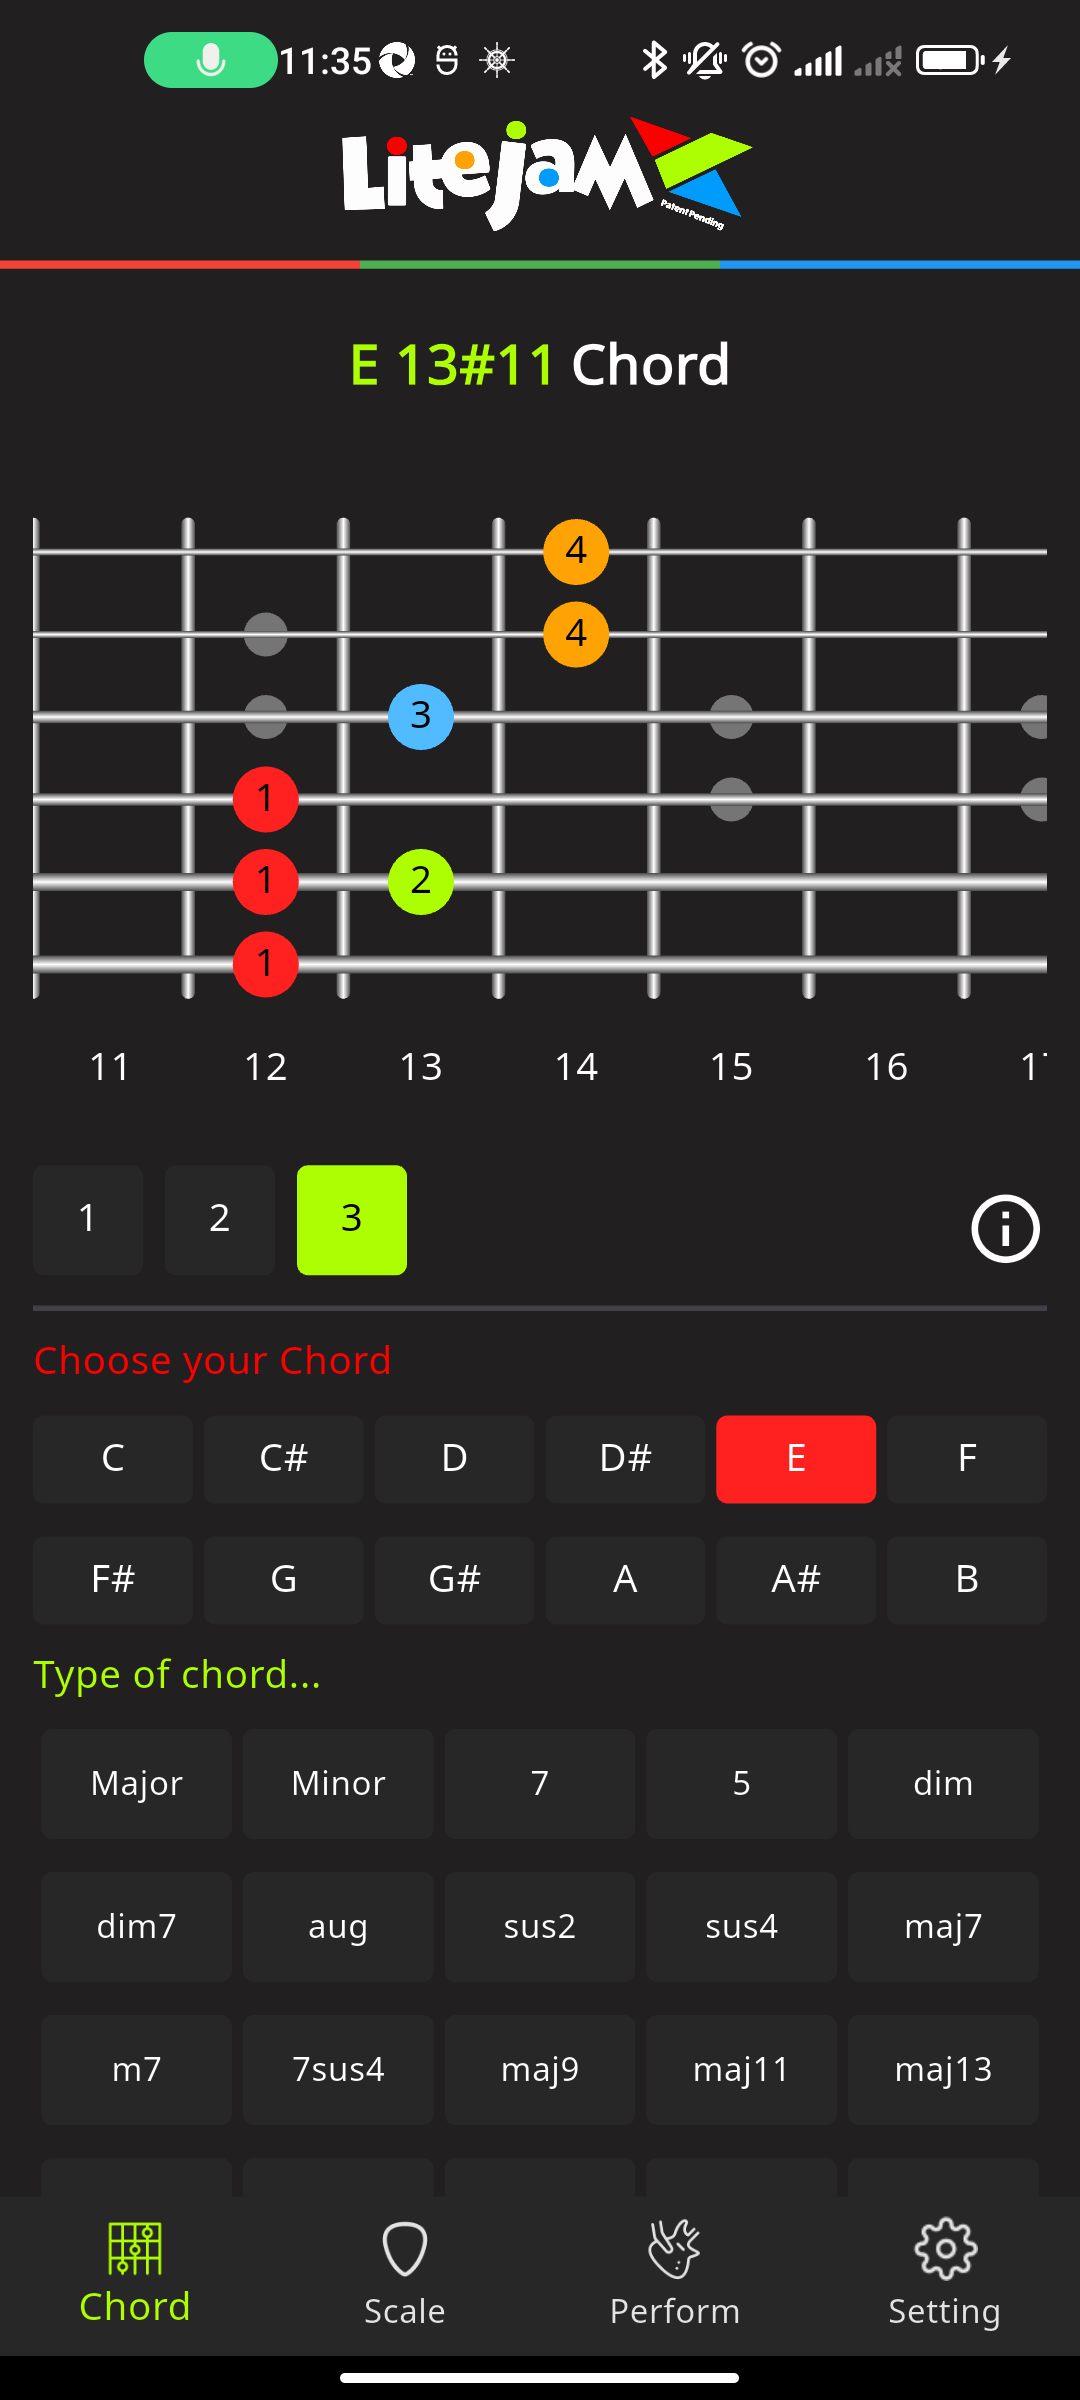 11:35
LiteJam
Patent Pending
E 13#11 Chord
4
4
3
1
1 2
1
11 12 13 14 15 16
1 2 3
Choose your Chord
C C# D D# E F
F# G G# A A# B
Type of chord...
Major Minor 7 5 dim
dim7 aug sus2 sus4 maj7
m7 7sus4 maj9 maj11 maj13
Chord Scale Perform Setting